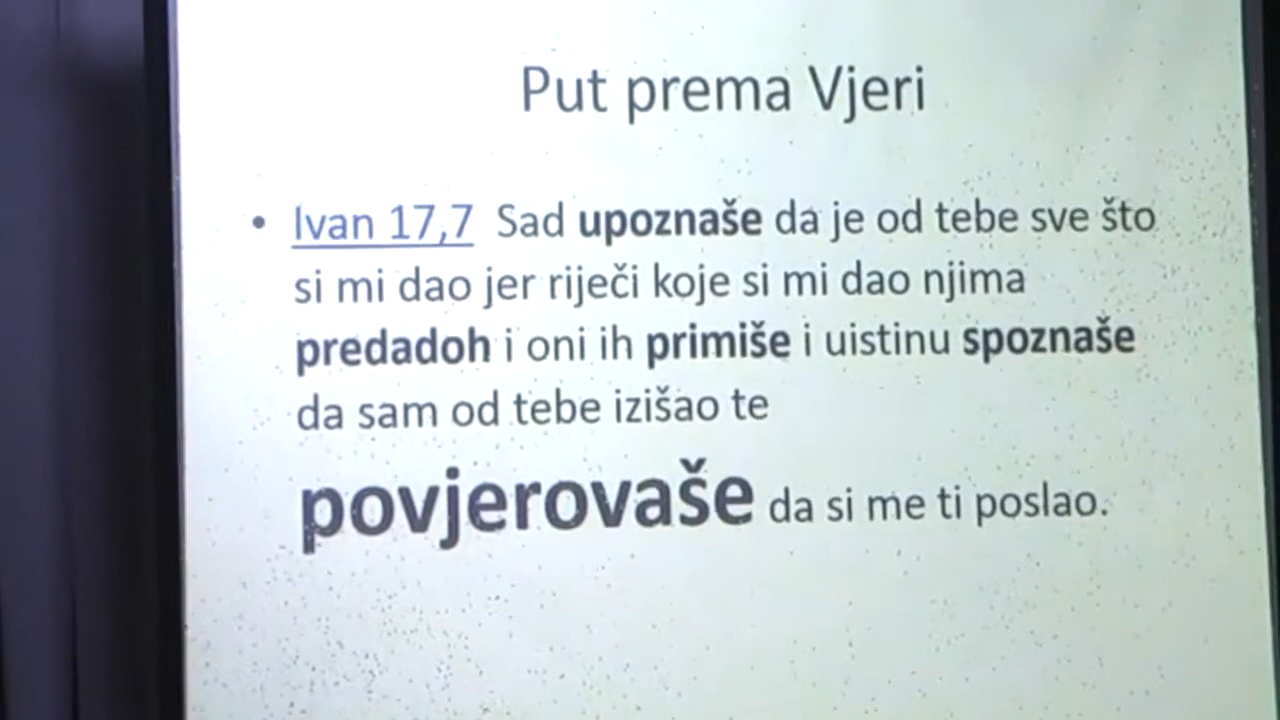 Put prema Vjeri
• Ivan 17,7 Sad upoznaše da je od tebe sve što
si mi dao jer riječi koje si mi dao njima
predadoh i oni ih primiše i uistinu spoznaše
da sam od tebe izišao te
povjerovaše da si me ti poslao.